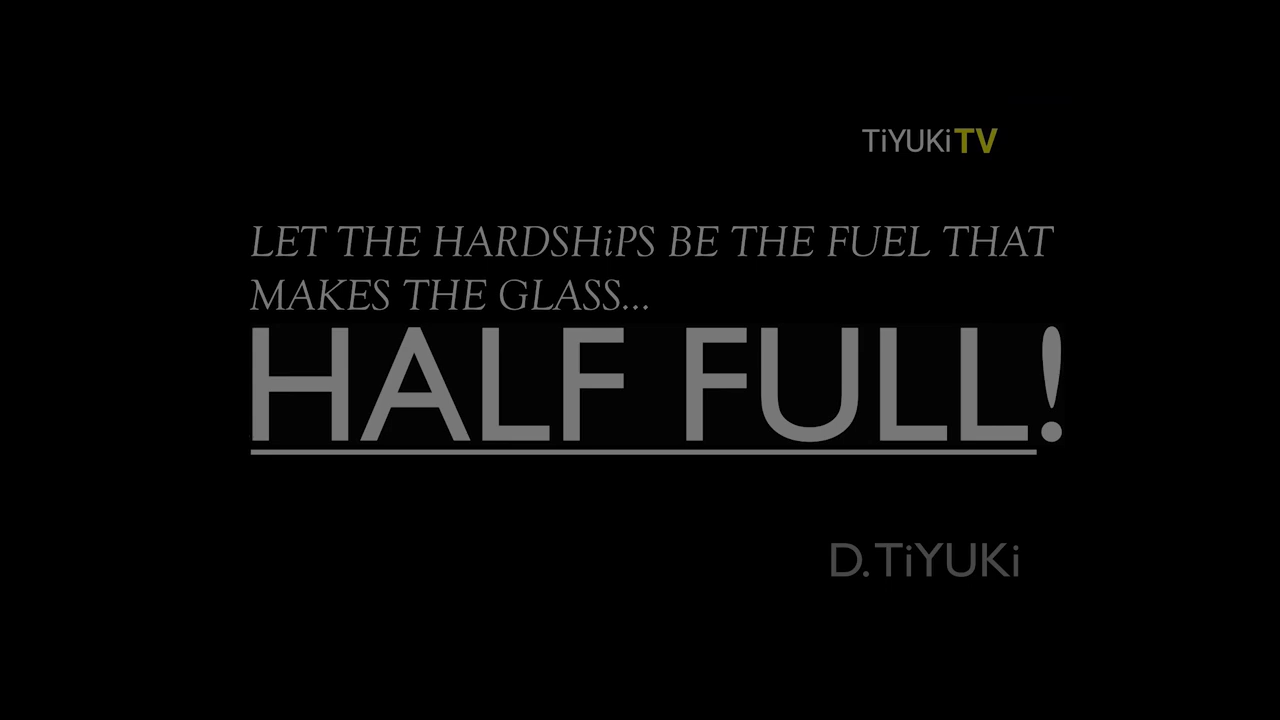 TiYUKiTV
LET THE HARDSHiPS BE THE FUEL THAT
MAKES THE GLASS...
HALF FULL!
D.TiYUKi